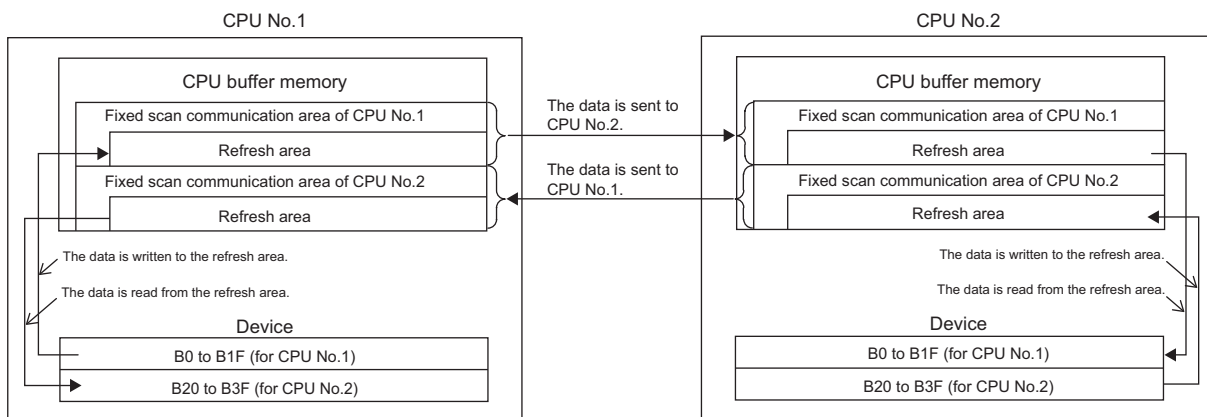 CPU No.1
CPU buffer memory
Fixed scan communication area of CPU No.1
Refresh area
Fixed scan communication area of CPU No.2
Refresh area
The data is written to the refresh area.
The data is read from the refresh area.
Device
B0 to B1F (for CPU No.1)
B20 to B3F (for CPU No.2)
The data is sent to
CPU No.2.
The data is sent to
CPU No.1.
CPU No.2
CPU buffer memory
Fixed scan communication area of CPU No.1
Refresh area
Fixed scan communication area of CPU No.2
Refresh area
The data is written to the refresh area.
The data is read from the refresh area.
Device
B0 to B1F (for CPU No.1)
B20 to B3F (for CPU No.2)